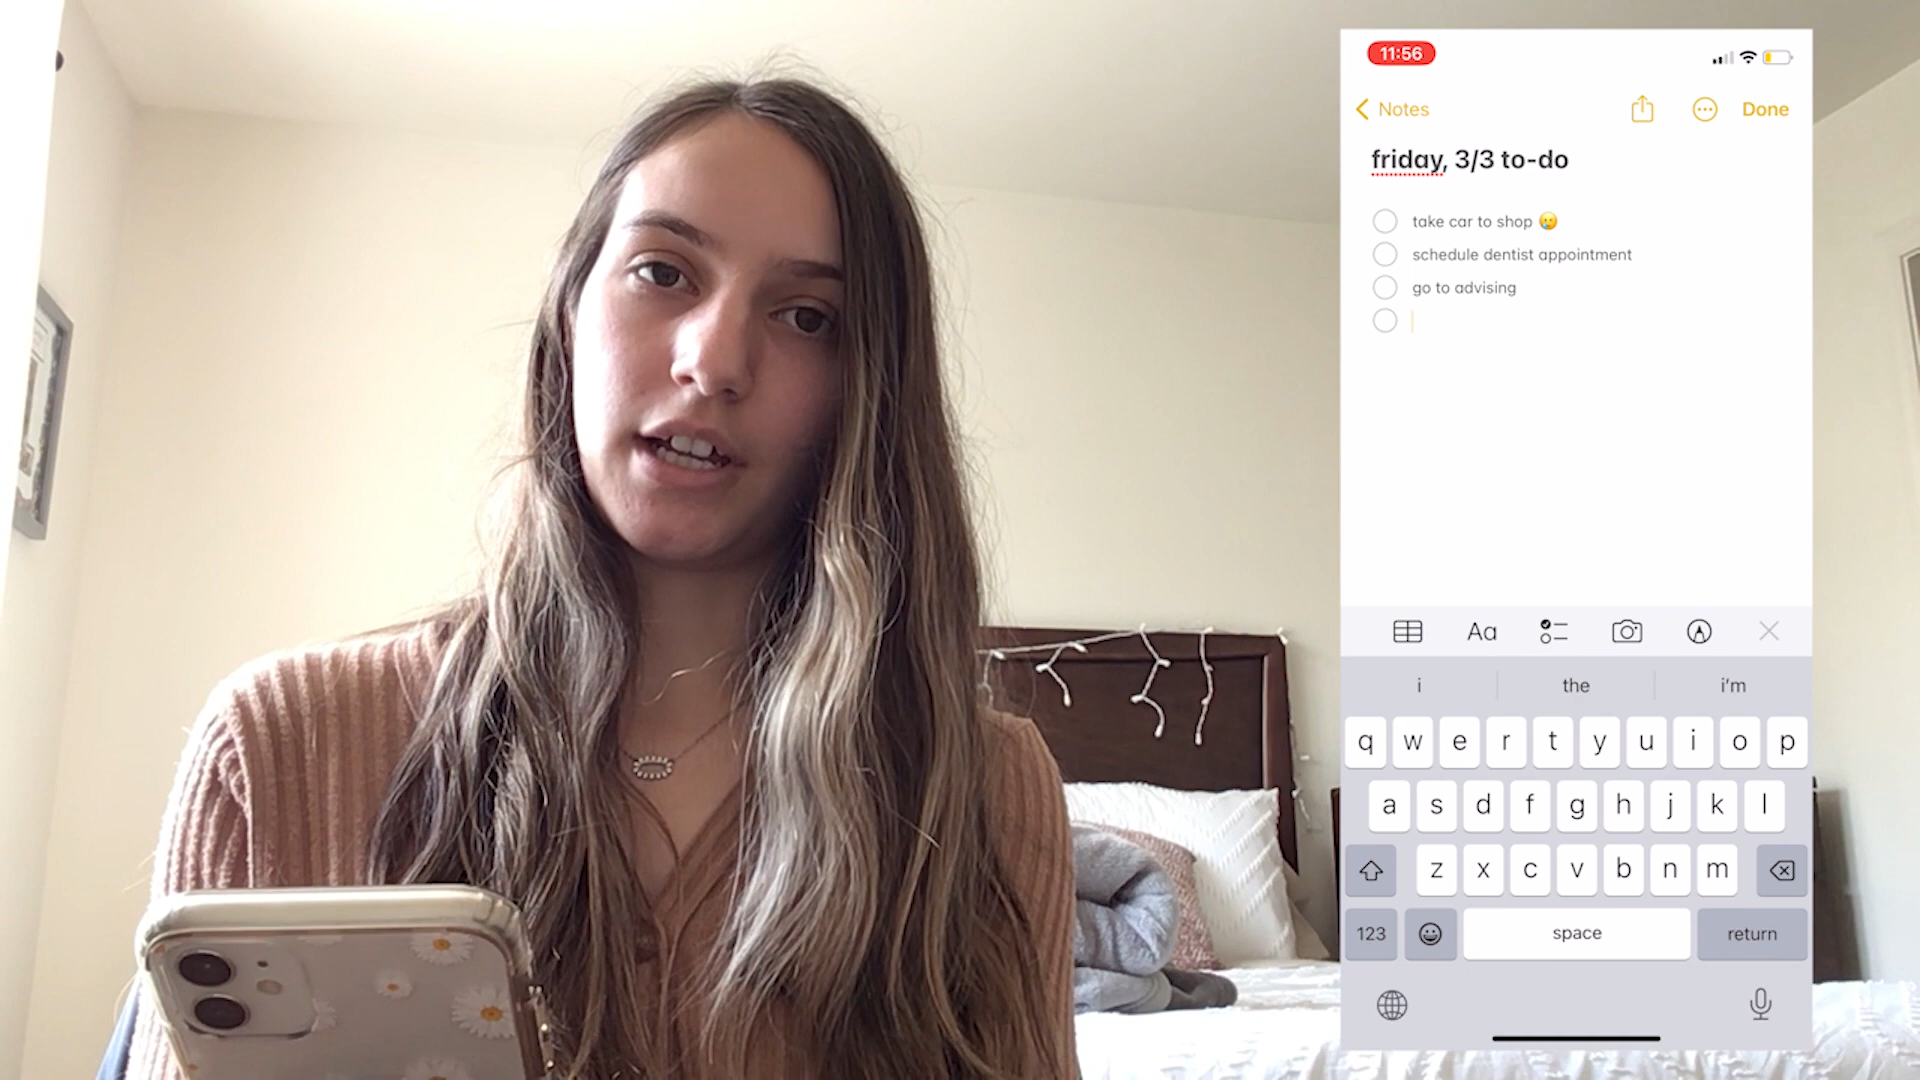 11:56
Notes
Done
friday, 3/3 to-do
take car to shop 🥲
schedule dentist appointment
go to advising
Aa
i the i'm
q w e r t y u i o p
a s d f g h j k l
z x c v b n m
123 space return